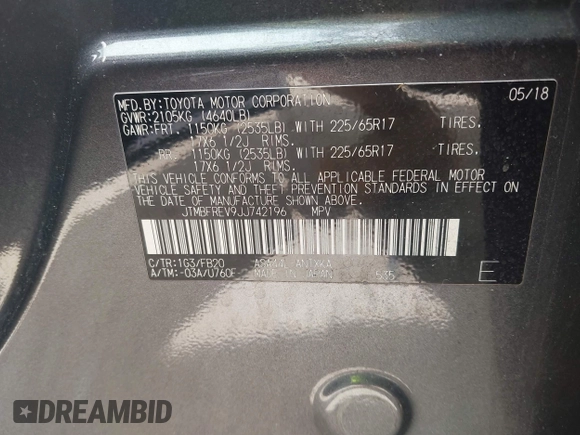 MFD.BY:TOYOTA MOTOR CORPORATION 05/18
GVWR:2105KG (4640LB)
GAWR:FRT. 1150KG (2535LB) WITH 225/65R17 TIRES.
17X6 1/2J RIMS.
RR. 1150KG (2535LB) WITH 225/65R17 TIRES.
17X6 1/2J RIMS.
THIS VEHICLE CONFORMS TO ALL APPLICABLE FEDERAL MOTOR
VEHICLE SAFETY AND THEFT PREVENTION STANDARDS IN EFFECT ON
THE DATE OF MANUFACTURE SHOWN ABOVE.
JTMBFREV9JJ742196 MPV
C/TR:1G3/FB20
A/TM:-03A/U760F MADE IN JAPAN 535 E
DREAMBID